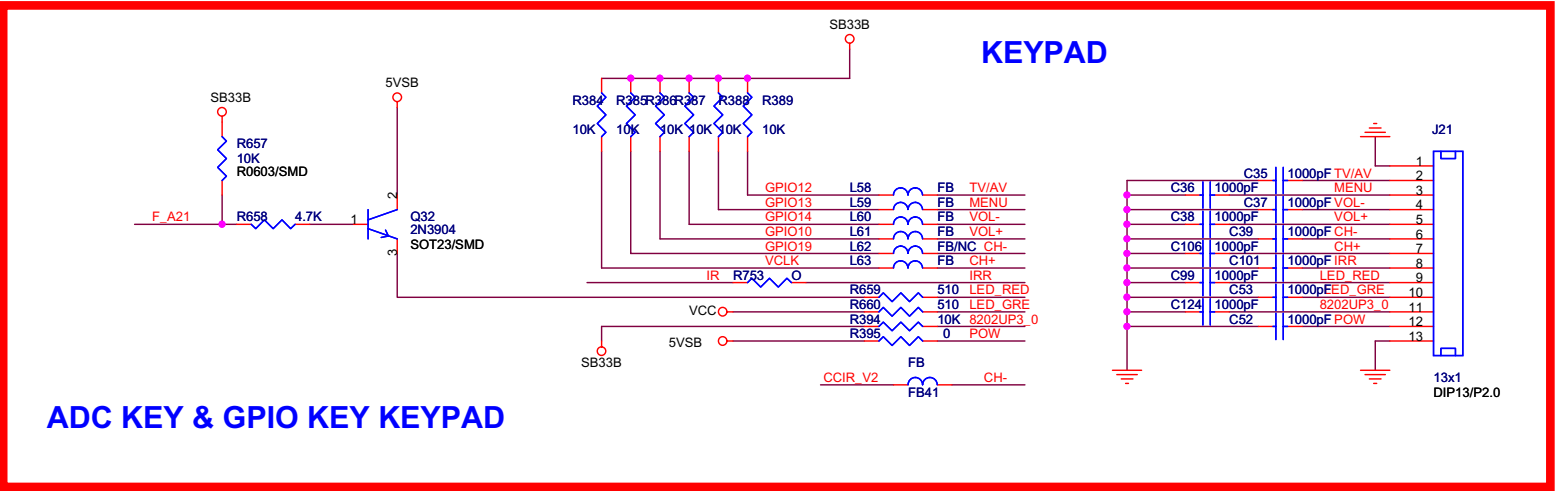 SB33B
KEYPAD
5VSB
SB33B
R384 R385 R386 R387 R388 R389
10K 10K 10K 10K 10K 10K
R657
10K
R0603/SMD
J21
F_A21
R658 4.7K
1
2
3
Q32
2N3904
SOT23/SMD
GPIO12 L58 FB TV/AV
GPIO13 L59 FB MENU
GPIO14 L60 FB VOL-
GPIO10 L61 FB VOL+
GPIO19 L62 FB/NC CH-
VCLK L63 FB CH+
IR R753 O IRR
R659 510 LED_RED
VCC R660 510 LED_GRE
R394 10K 8202UP3_0
5VSB R395 0 POW
SB33B
FB
CCIR_V2 CH-
FB41
1
C35 1000pF TV/AV 2
C36 1000pF MENU 3
C37 1000pF VOL- 4
C38 1000pF VOL+ 5
C39 1000pF CH- 6
C106 1000pF CH+ 7
C101 1000pF IRR 8
C99 1000pF LED_RED 9
C53 1000pF LED_GRE 10
C124 1000pF 8202UP3_0 11
C52 1000pF POW 12
13
13x1
DIP13/P2.0
ADC KEY & GPIO KEY KEYPAD